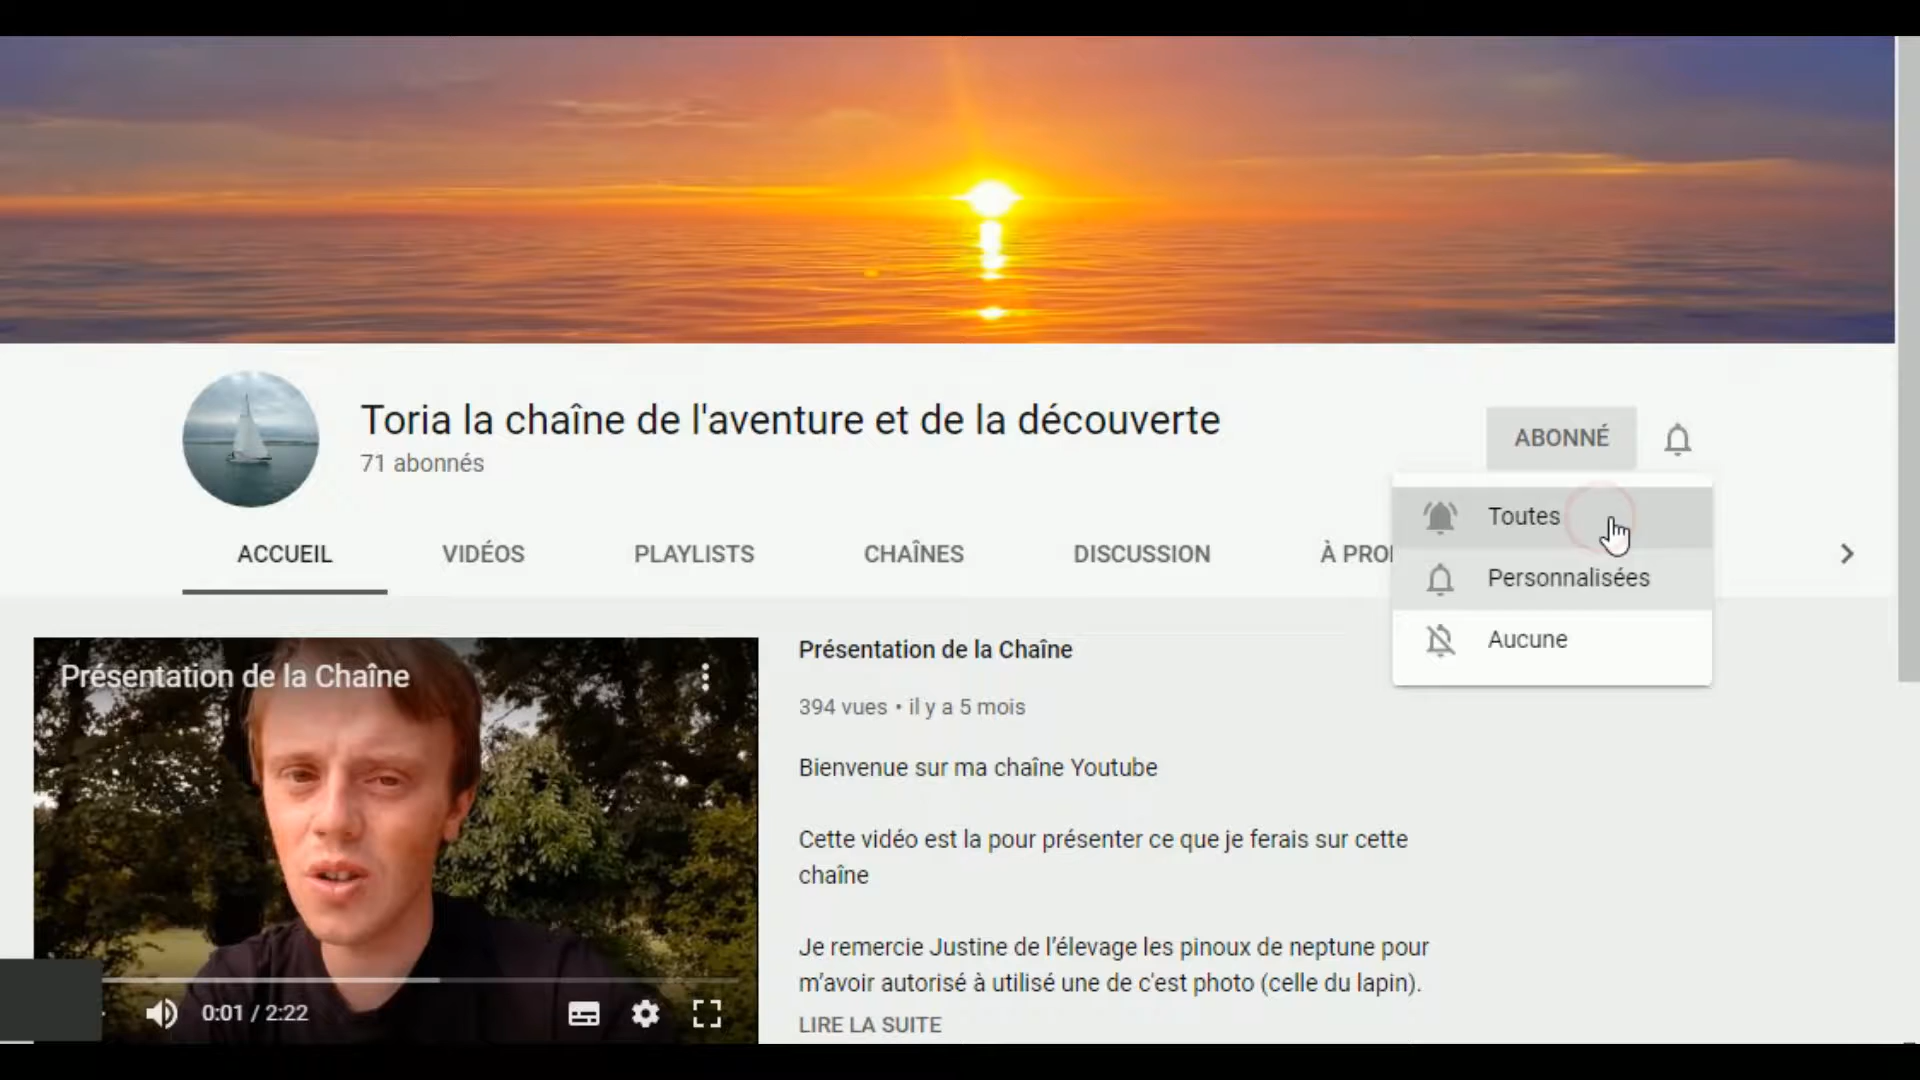 Toria la chaîne de l'aventure et de la découverte
71 abonnés
ABONNÉ
Toutes
Personnalisées
Aucune
ACCUEIL
VIDÉOS
PLAYLISTS
CHAÎNES
DISCUSSION
À PRO
Présentation de la Chaîne
0:01 / 2:22
Présentation de la Chaîne
394 vues • il y a 5 mois
Bienvenue sur ma chaîne Youtube
Cette vidéo est la pour présenter ce que je ferais sur cette
chaîne
Je remercie Justine de l'élevage les pinoux de neptune pour
m'avoir autorisé à utilisé une de c'est photo (celle du lapin).
LIRE LA SUITE